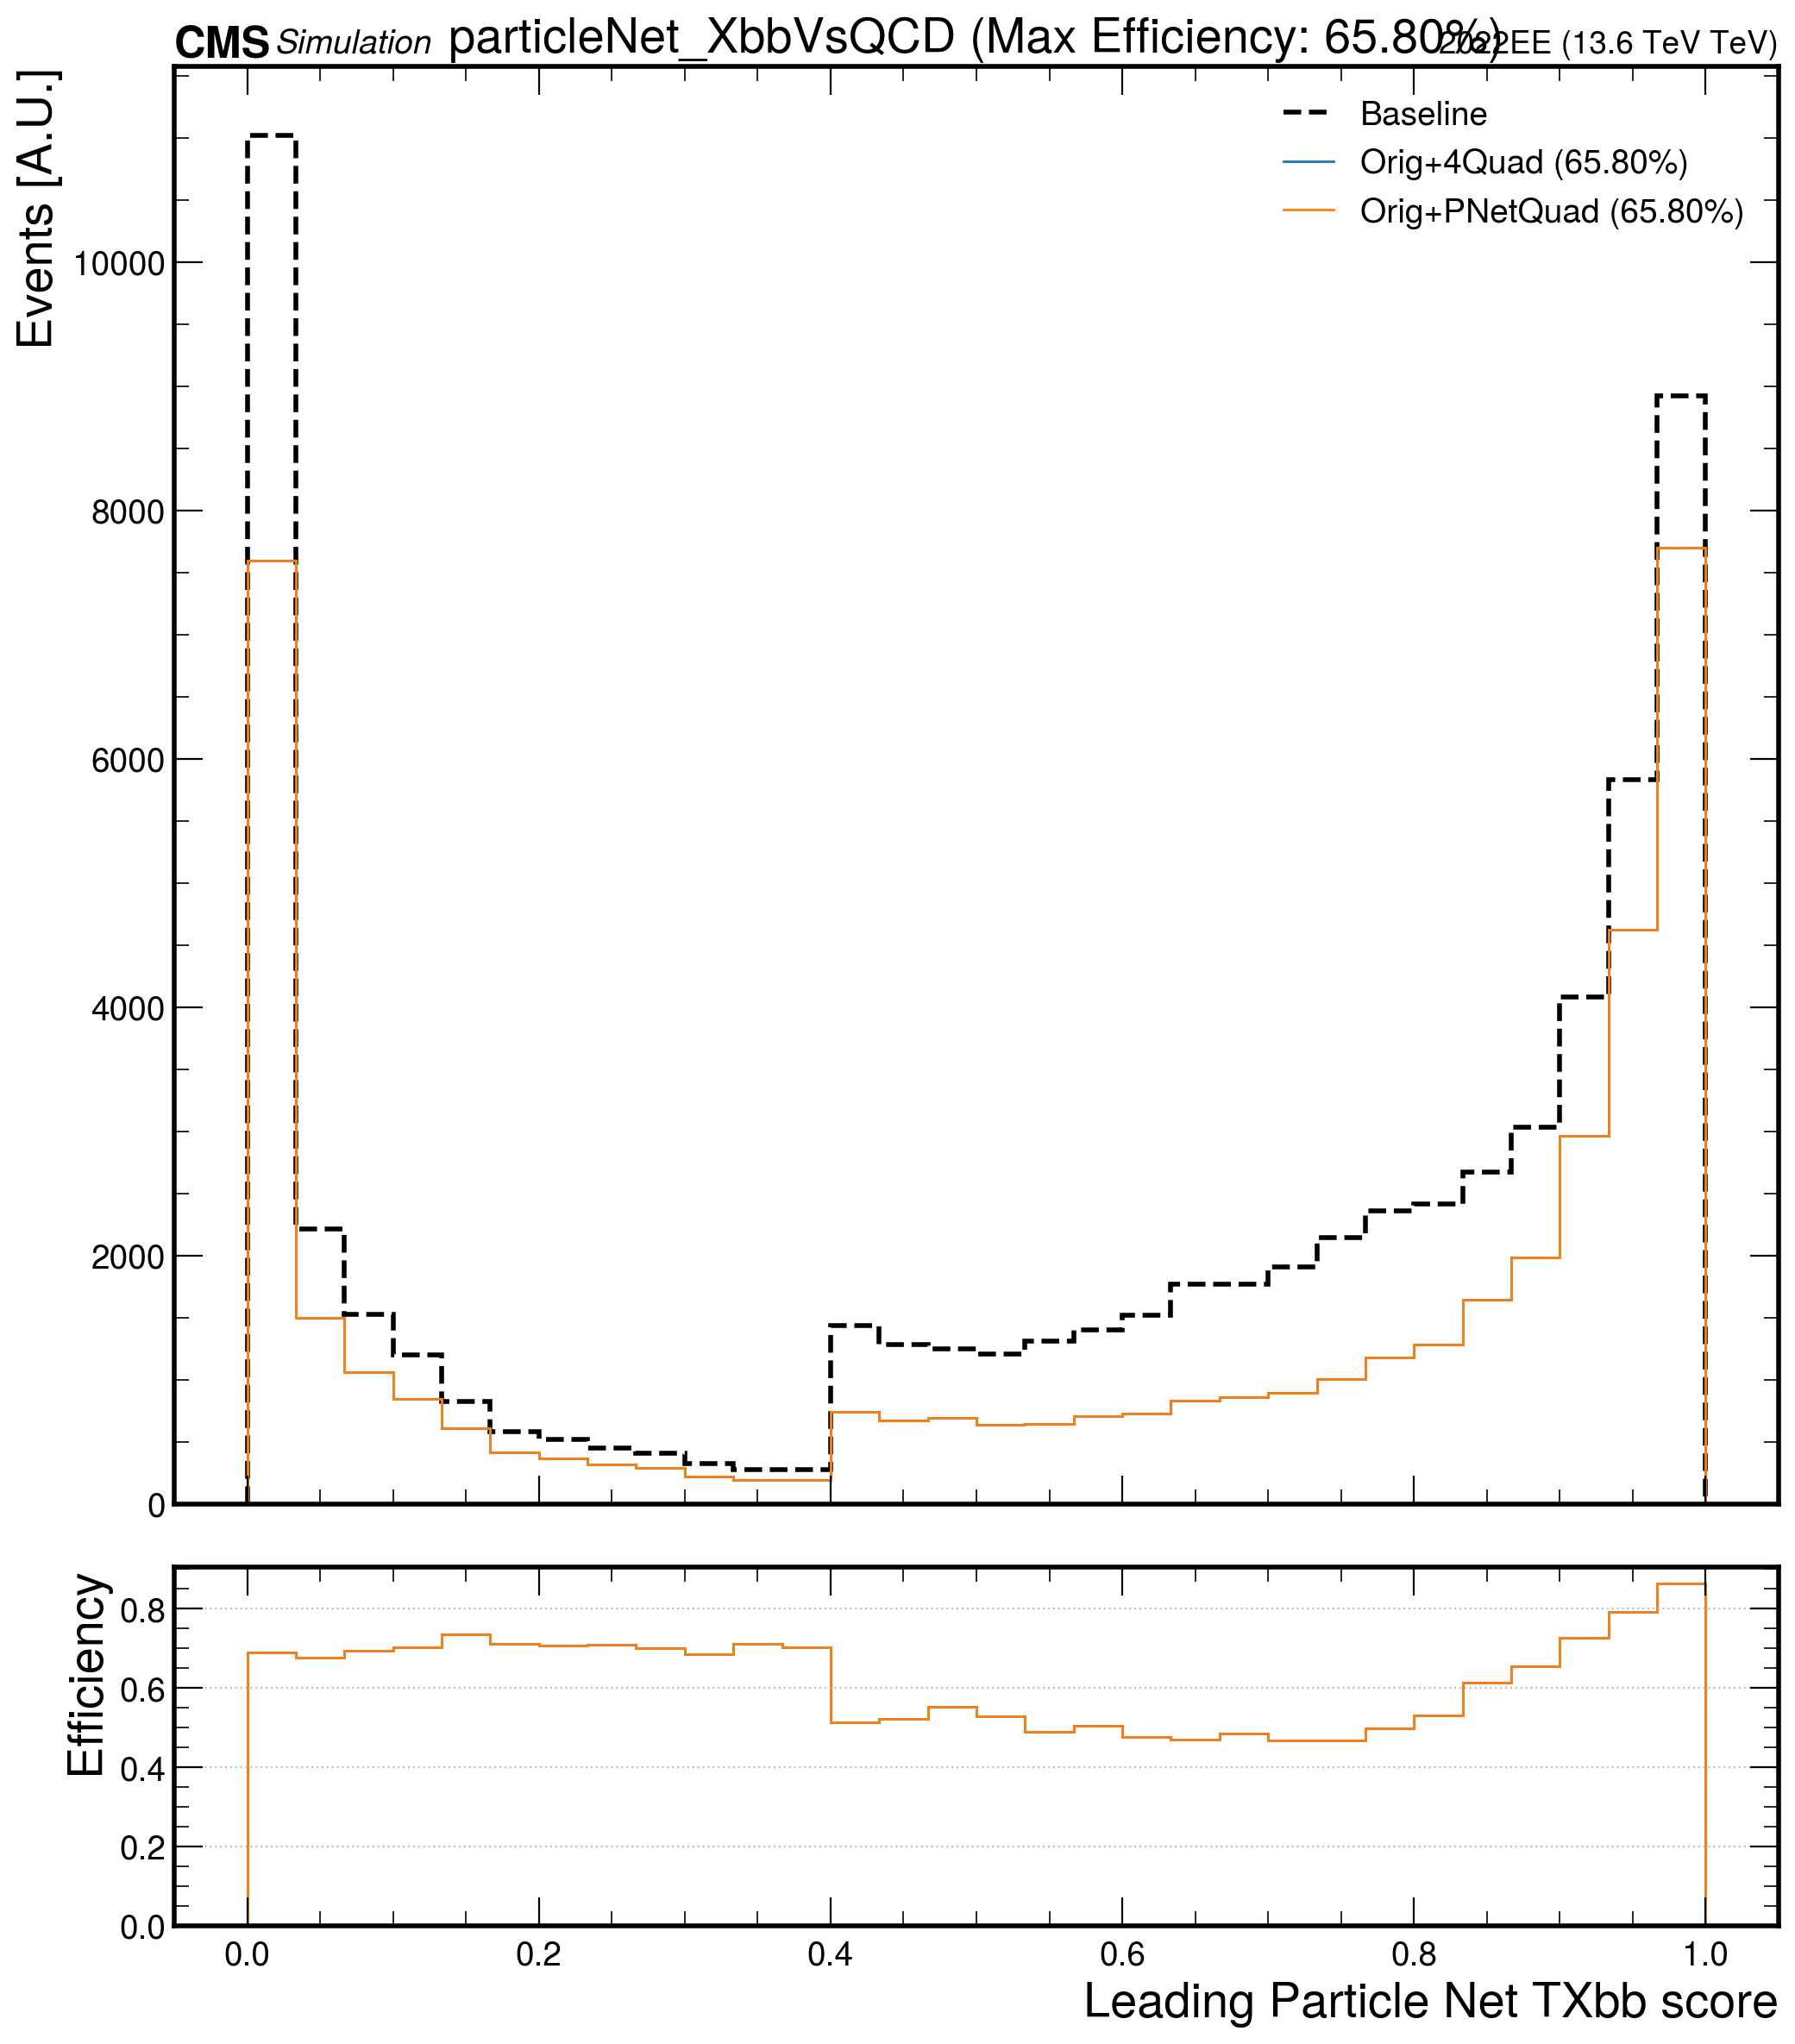 CMS Simulation particleNet_XbbVsQCD (Max Efficiency: 65.80%) 2022EE (13.6 TeV TeV)
Events [A.U.]
Baseline
Orig+4Quad (65.80%)
Orig+PNetQuad (65.80%)
10000
8000
6000
4000
2000
0
Efficiency
0.8
0.6
0.4
0.2
0.0
0.0 0.2 0.4 0.6 0.8 1.0
Leading Particle Net TXbb score